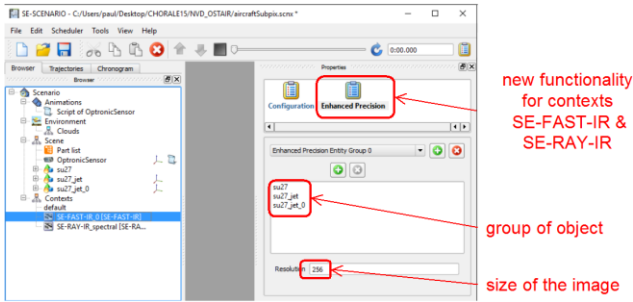 SE-SCENARIO - C:/Users/paul/Desktop/CHORALE15/NVD_OSTAIR/aircraftSubpix.scnx *
File Edit Scheduler Tools View Help
0:00.000
Browser Trajectories Chronogram
Browser
Scenario
Animations
Script of OptronicSensor
Environment
Clouds
Scene
Part list
OptronicSensor
su27
su27_jet
su27_jet_0
Contexts
default
SE-FAST-IR_0 [SE-FAST-IR]
SE-RAY-IR_spectral [SE-RA...
Properties
Configuration Enhanced Precision
Enhanced Precision Entity Group 0
su27
su27_jet
su27_jet_0
Resolution 256
new functionality
for contexts
SE-FAST-IR &
SE-RAY-IR
group of object
size of the image